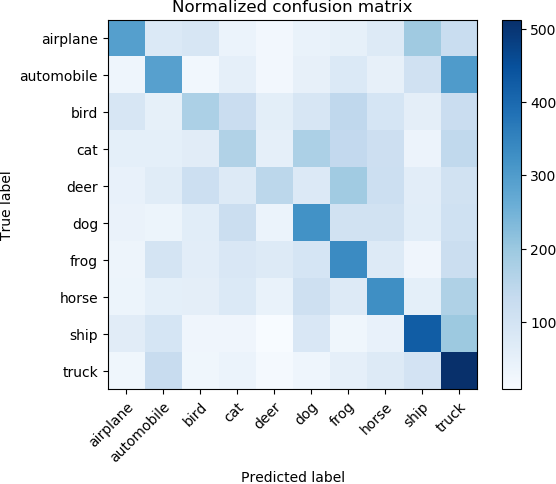 Normalized confusion matrix
True label
airplane
automobile
bird
cat
deer
dog
frog
horse
ship
truck
airplane
automobile
bird
cat
deer
dog
frog
horse
ship
truck
Predicted label
500
400
300
200
100